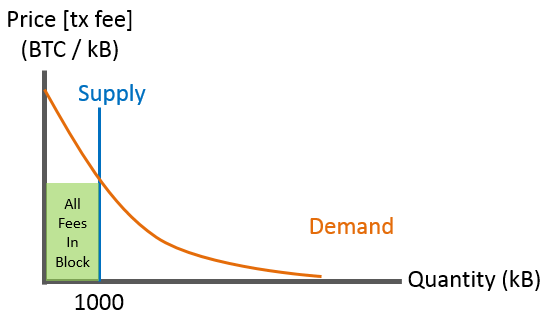 Price [tx fee]
(BTC / kB)
Supply
All
Fees
In
Block
Demand
Quantity (kB)
1000